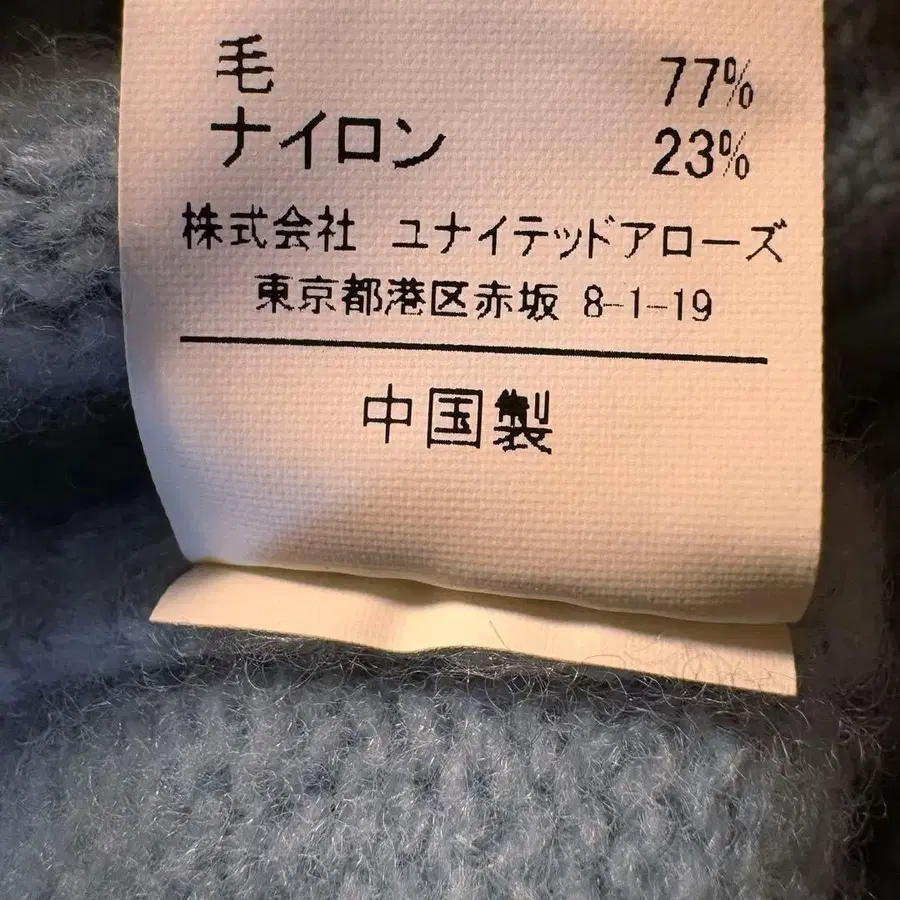 毛 77%
ナイロン 23%
株式会社 ユナイテッドアローズ
東京都港区赤坂 8-1-19
中国製